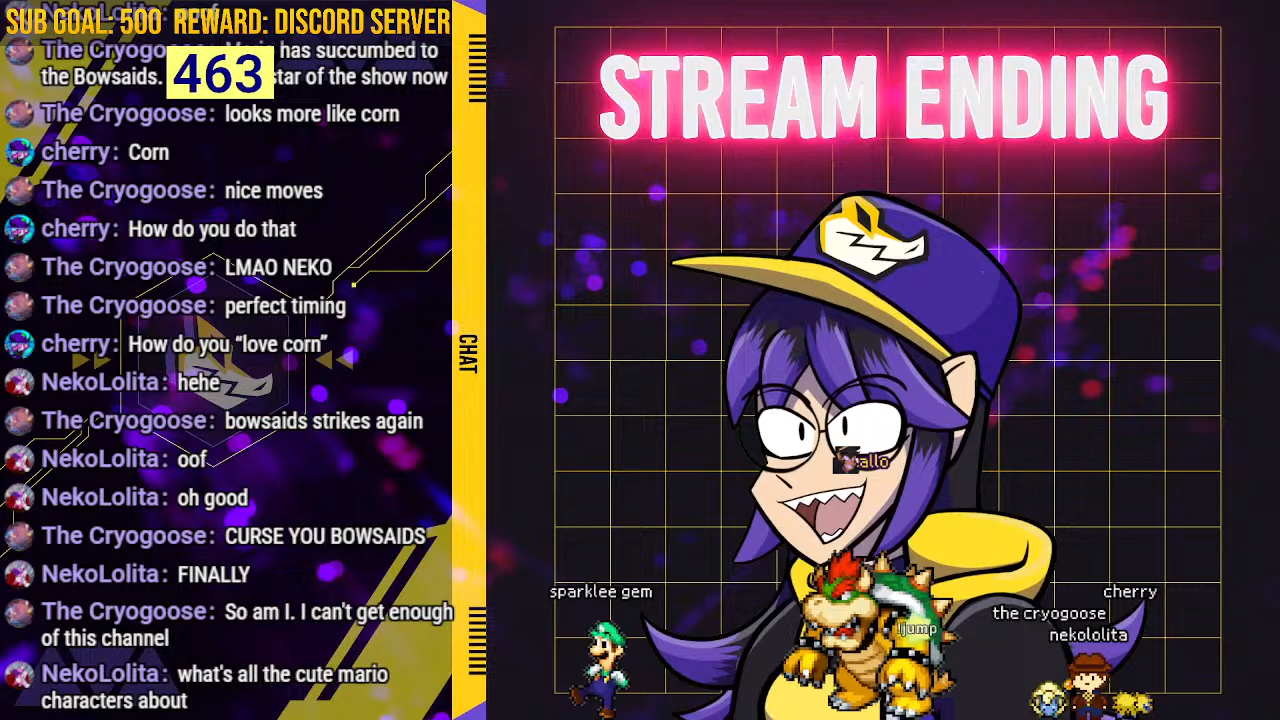 SUB GOAL: 500 REWARD: DISCORD SERVER
The Cryogoose: Mario has succumbed to
the Bowsaids. 463 star of the show now
The Cryogoose: looks more like corn
cherry: Corn
The Cryogoose: nice moves
cherry: How do you do that
The Cryogoose: LMAO NEKO
The Cryogoose: perfect timing
cherry: How do you “love corn”
NekoLolita: hehe
The Cryogoose: bowsaids strikes again
NekoLolita: oof
NekoLolita: oh good
The Cryogoose: CURSE YOU BOWSAIDS
NekoLolita: FINALLY
The Cryogoose: So am I. I can't get enough
of this channel
NekoLolita: what's all the cute mario
characters about
CHAT
STREAM ENDING
allo
sparklee gem
!jump
cherry
the cryogoose
nekololita